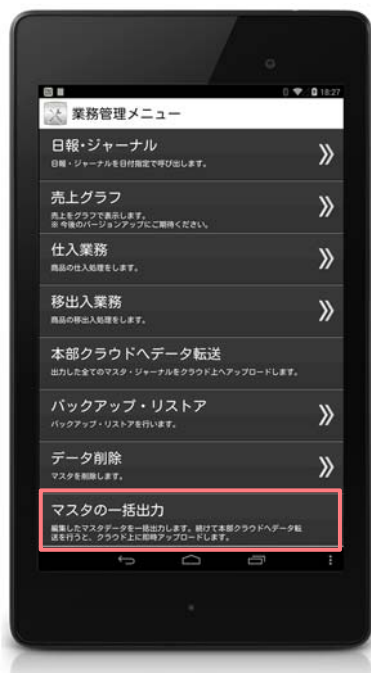 18:27
業務管理メニュー
日報・ジャーナル
日報・ジャーナルを日付指定で呼び出します。
売上グラフ
売上をグラフで表示します。
※ 今後のバージョンアップにご期待ください。
仕入業務
商品の仕入処理をします。
移出入業務
商品の移出入処理をします。
本部クラウドへデータ転送
出力した全てのマスタ・ジャーナルをクラウド上へアップロードします。
バックアップ・リストア
バックアップ・リストアを行います。
データ削除
マスタを削除します。
マスタの一括出力
編集したマスタデータを一括出力します。続けて本部クラウドへデータ転
送を行うと、クラウド上に即時アップロードします。